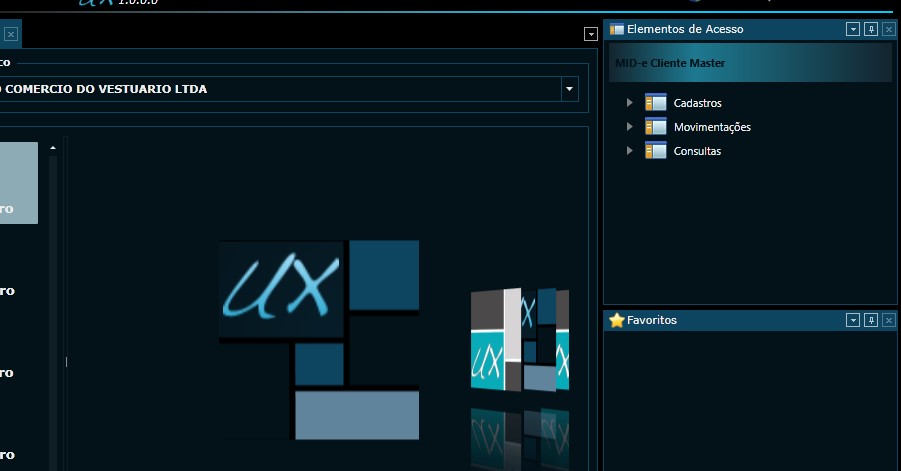 UX 1.0.0.0
Elementos de Acesso
co
MID-e Cliente Master
COMERCIO DO VESTUARIO LTDA
Cadastros
Movimentações
Consultas
ro
UX
ro
UX
X
UX
Favoritos
ro
ro